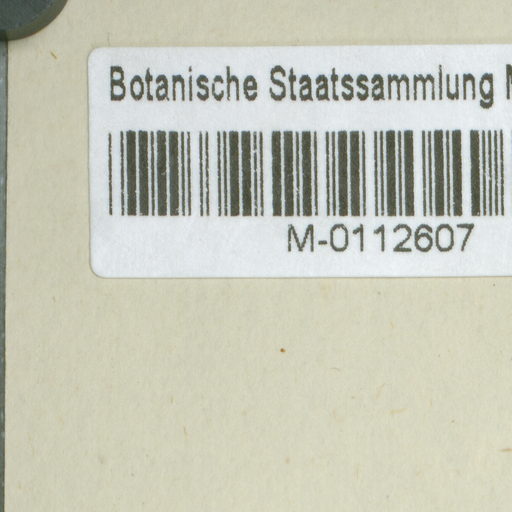 Botanische Staatssammlung
M-0112607